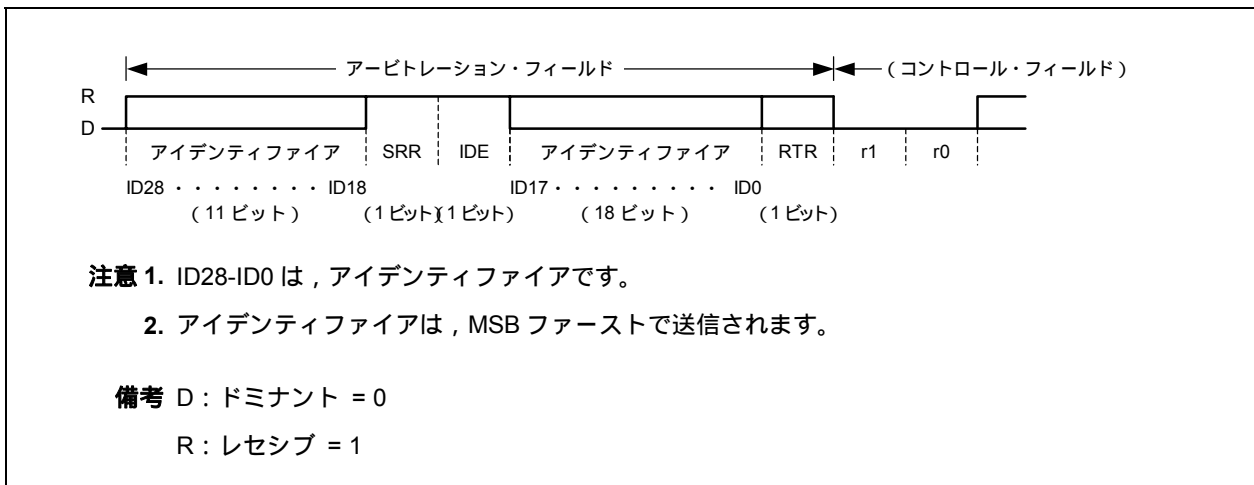 アービトレーション・フィールド (コントロール・フィールド)
R
D
アイデンティファイア SRR IDE アイデンティファイア RTR r1 r0
ID28 ・・・・・・・・ ID18 ID17・・・・・・・・・ ID0
(11 ビット) (1 ビット)(1 ビット) (18 ビット) (1 ビット)
注意 1. ID28-ID0 は，アイデンティファイアです。
2. アイデンティファイアは，MSB ファーストで送信されます。
備考 D：ドミナント = 0
R：レセシブ = 1